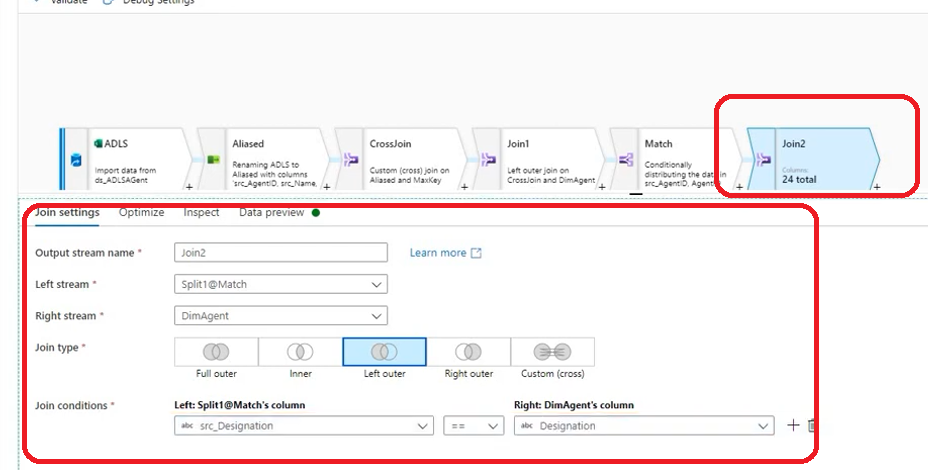 Validate Debug Settings
ADLS
Import data from
ds_ADLSAGent
+
Aliased
Renaming ADLS to
Aliased with columns
'src_AgentID, src_Name,
+
CrossJoin
Custom (cross) join on
Aliased and MaxKey
+
Join1
Left outer join on
CrossJoin and DimAgent
+
Match
Conditionally
distributing the data in
src_AgentID, AgentI
+
Join2
Columns:
24 total
+
Join settings Optimize Inspect Data preview
Output stream name * Join2 Learn more
Left stream * Split1@Match
Right stream * DimAgent
Join type *
Full outer Inner Left outer Right outer Custom (cross)
Join conditions * Left: Split1@Match's column Right: DimAgent's column
abc src_Designation == abc Designation +